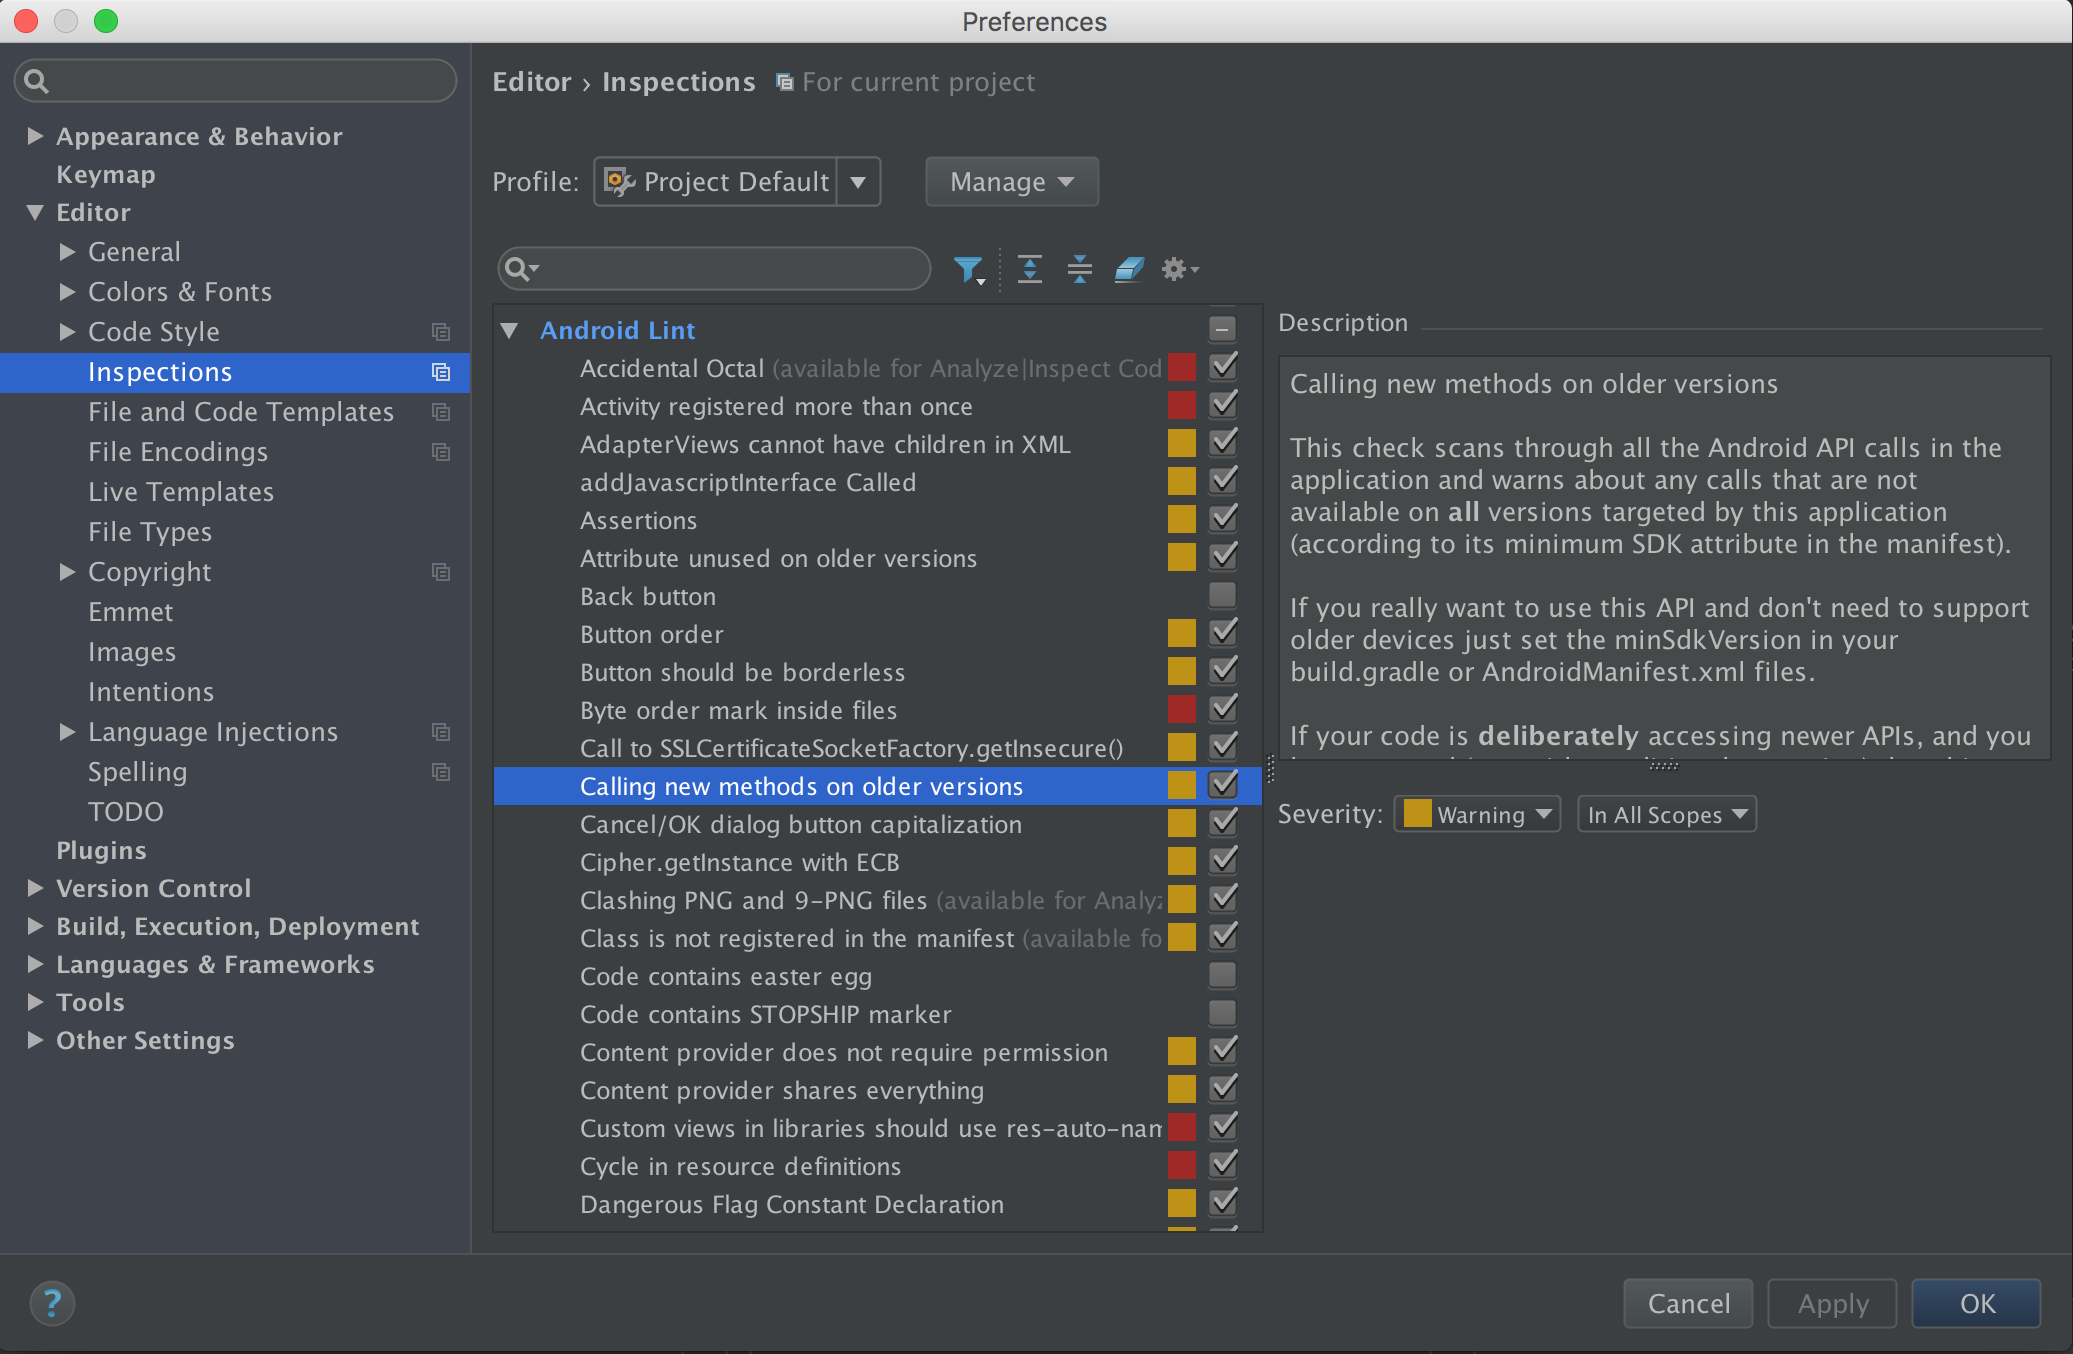 Preferences
Appearance & Behavior
Keymap
Editor
General
Colors & Fonts
Code Style
Inspections
File and Code Templates
File Encodings
Live Templates
File Types
Copyright
Emmet
Images
Intentions
Language Injections
Spelling
TODO
Plugins
Version Control
Build, Execution, Deployment
Languages & Frameworks
Tools
Other Settings
Editor › Inspections For current project
Profile: Project Default Manage
Android Lint
Accidental Octal (available for Analyze|Inspect Cod
Activity registered more than once
AdapterViews cannot have children in XML
addJavascriptInterface Called
Assertions
Attribute unused on older versions
Back button
Button order
Button should be borderless
Byte order mark inside files
Call to SSLCertificateSocketFactory.getInsecure()
Calling new methods on older versions
Cancel/OK dialog button capitalization
Cipher.getInstance with ECB
Clashing PNG and 9-PNG files (available for Analyz
Class is not registered in the manifest (available fo
Code contains easter egg
Code contains STOPSHIP marker
Content provider does not require permission
Content provider shares everything
Custom views in libraries should use res-auto-nam
Cycle in resource definitions
Dangerous Flag Constant Declaration
Description
Calling new methods on older versions
This check scans through all the Android API calls in the
application and warns about any calls that are not
available on all versions targeted by this application
(according to its minimum SDK attribute in the manifest).
If you really want to use this API and don't need to support
older devices just set the minSdkVersion in your
build.gradle or AndroidManifest.xml files.
If your code is deliberately accessing newer APIs, and you
Severity: Warning In All Scopes
?
Cancel Apply OK